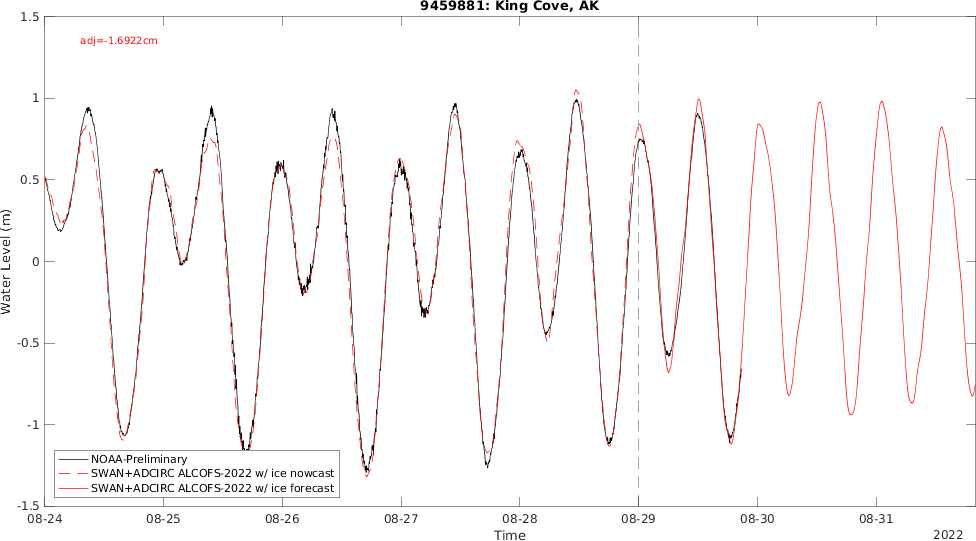 9459881: King Cove, AK
adj=-1.6922cm
1.5
1
0.5
0
-0.5
-1
-1.5
Water Level (m)
NOAA-Preliminary
SWAN+ADCIRC ALCOFS-2022 w/ ice nowcast
SWAN+ADCIRC ALCOFS-2022 w/ ice forecast
08-24 08-25 08-26 08-27 08-28 08-29 08-30 08-31
Time
2022